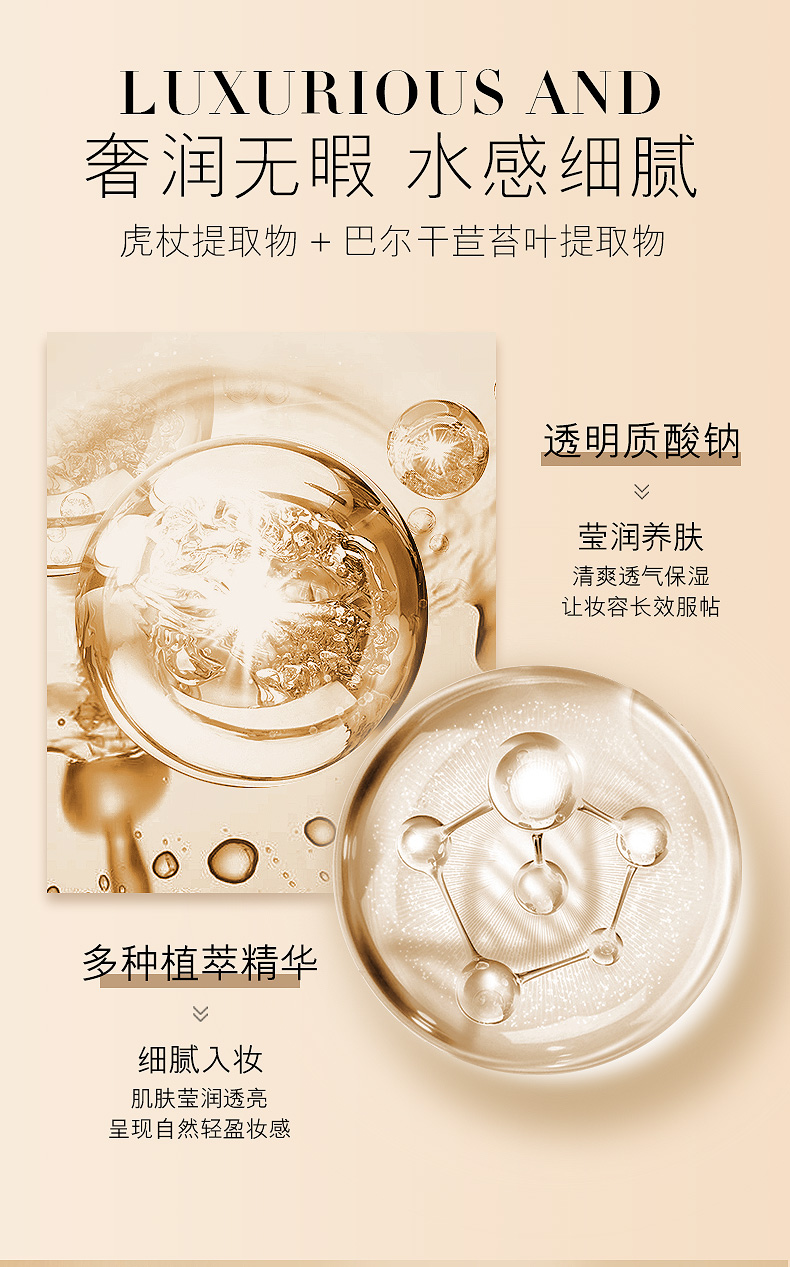 LUXURIOUS AND
奢润无暇 水感细腻
虎杖提取物 + 巴尔干苣苔叶提取物
透明质酸钠
莹润养肤
清爽透气保湿
让妆容长效服帖
多种植萃精华
细腻入妆
肌肤莹润透亮
呈现自然轻盈妆感